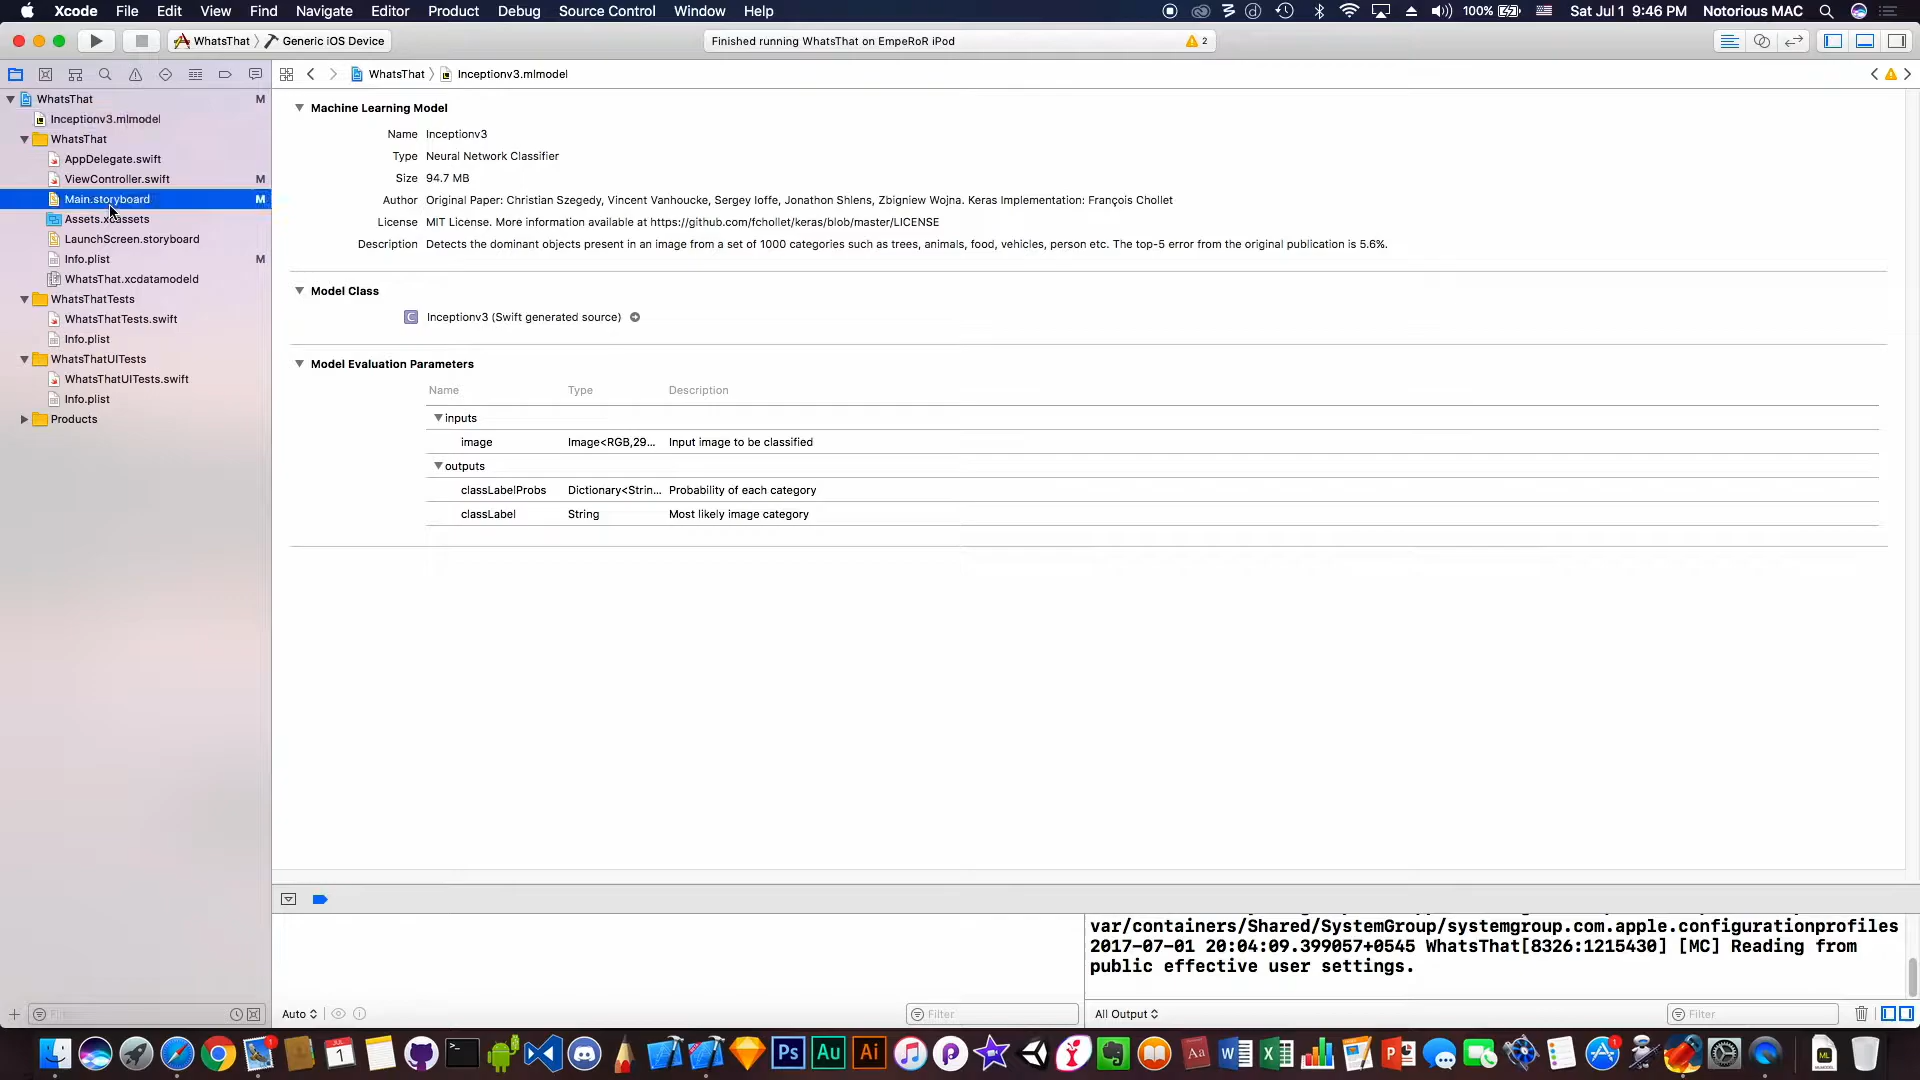 Xcode File Edit View Find Navigate Editor Product Debug Source Control Window Help 100% Sat Jul 1 9:46 PM Notorious MAC
WhatsThat Generic iOS Device Finished running WhatsThat on EmpeRoR iPod 2
WhatsThat Inceptionv3.mlmodel
WhatsThat M
Inceptionv3.mlmodel
WhatsThat
AppDelegate.swift
ViewController.swift M
Main.storyboard M
Assets.xcassets
LaunchScreen.storyboard
Info.plist M
WhatsThat.xcdatamodeld
WhatsThatTests
WhatsThatTests.swift
Info.plist
WhatsThatUITests
WhatsThatUITests.swift
Info.plist
Products
Machine Learning Model
Name Inceptionv3
Type Neural Network Classifier
Size 94.7 MB
Author Original Paper: Christian Szegedy, Vincent Vanhoucke, Sergey Ioffe, Jonathon Shlens, Zbigniew Wojna. Keras Implementation: François Chollet
License MIT License. More information available at https://github.com/fchollet/keras/blob/master/LICENSE
Description Detects the dominant objects present in an image from a set of 1000 categories such as trees, animals, food, vehicles, person etc. The top-5 error from the original publication is 5.6%.
Model Class
C Inceptionv3 (Swift generated source)
Model Evaluation Parameters
Name Type Description
inputs
image Image<RGB,29... Input image to be classified
outputs
classLabelProbs Dictionary<Strin... Probability of each category
classLabel String Most likely image category
var/containers/Shared/SystemGroup/systemgroup.com.apple.configurationprofiles
2017-07-01 20:04:09.399057+0545 WhatsThat[8326:1215430] [MC] Reading from
public effective user settings.
Filter Auto Filter All Output Filter
JUL 1 Ps Au Ai Aa W X P ML